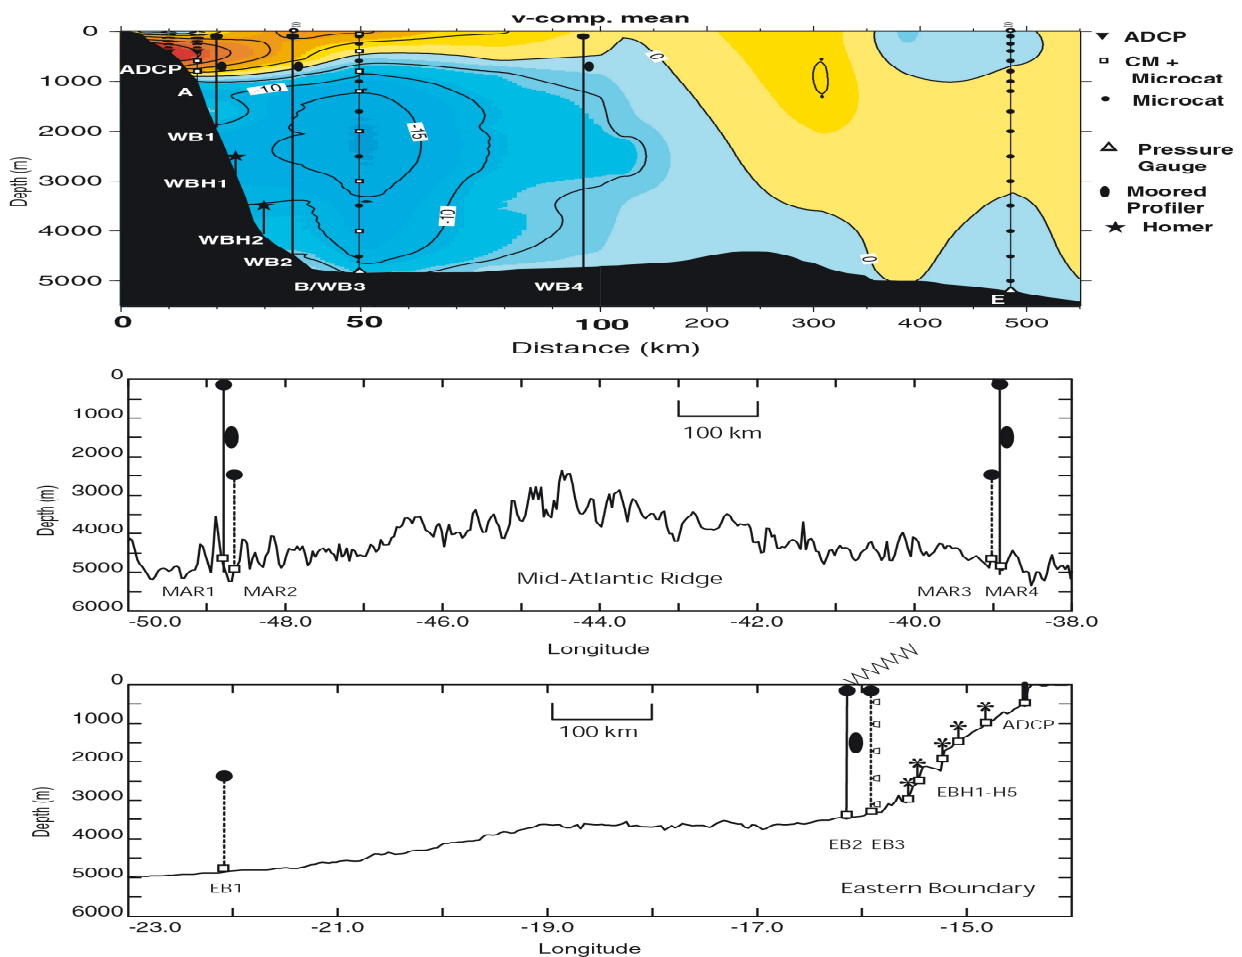 v-comp. mean
0
1000
2000
3000
4000
5000
Depth (m)
ADCP
A
WB1
WBH1
WBH2
WB2
B/WB3
WB4
E
-10
-15
-10
0
0
0 50 100 200 300 400 500
Distance (km)
ADCP
CM +
Microcat
Microcat
Pressure
Gauge
Moored
Profiler
Homer
0
1000
2000
3000
4000
5000
6000
Depth (m)
100 km
Mid-Atlantic Ridge
MAR1 MAR2 MAR3 MAR4
-50.0 -48.0 -46.0 -44.0 -42.0 -40.0 -38.0
Longitude
0
1000
2000
3000
4000
5000
6000
Depth (m)
100 km
ADCP
EBH1-H5
EB2 EB3
EB1
Eastern Boundary
-23.0 -21.0 -19.0 -17.0 -15.0
Longitude